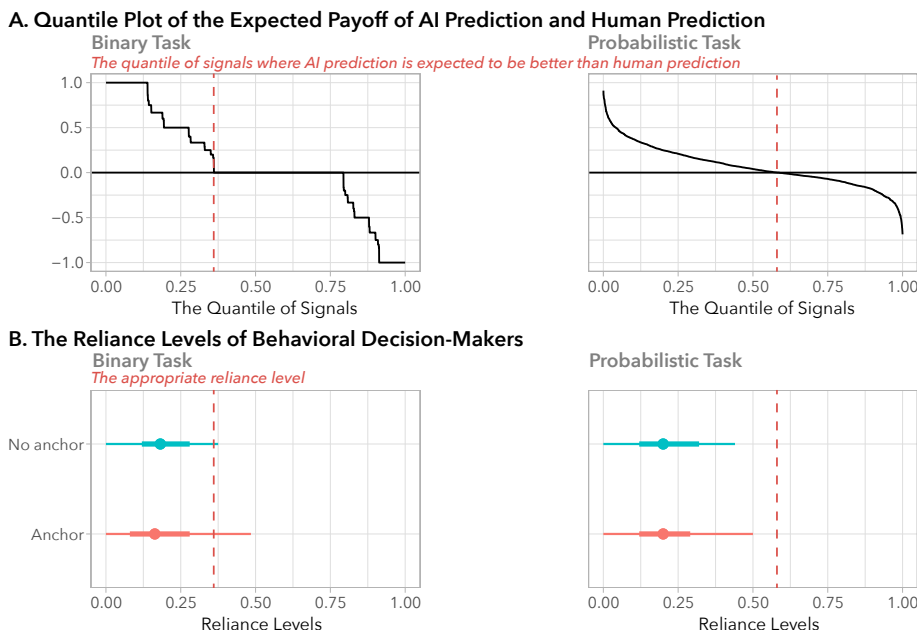 A. Quantile Plot of the Expected Payoff of AI Prediction and Human Prediction
Binary Task
Probabilistic Task
The quantile of signals where AI prediction is expected to be better than human prediction
1.0
0.5
0.0
−0.5
−1.0
0.00 0.25 0.50 0.75 1.00
0.00 0.25 0.50 0.75 1.00
The Quantile of Signals
The Quantile of Signals
B. The Reliance Levels of Behavioral Decision-Makers
Binary Task
Probabilistic Task
The appropriate reliance level
No anchor
Anchor
0.00 0.25 0.50 0.75 1.00
0.00 0.25 0.50 0.75 1.00
Reliance Levels
Reliance Levels